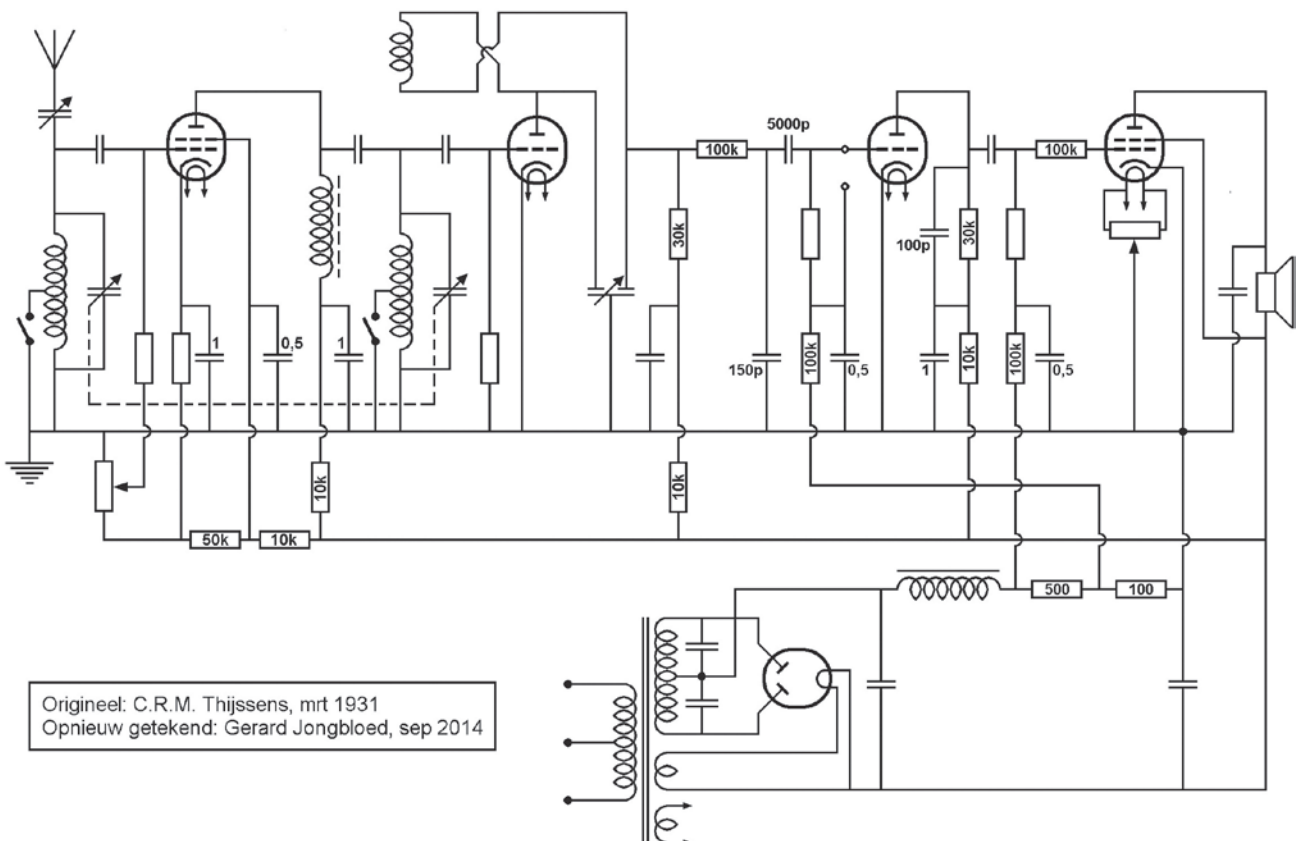 5000p
100k
100k
30k
100p
30k
1
0,5
1
150p
100k
0,5
1
10k
100k
0,5
10k
10k
50k
10k
500
100
Origineel: C.R.M. Thijssens, mrt 1931
Opnieuw getekend: Gerard Jongbloed, sep 2014